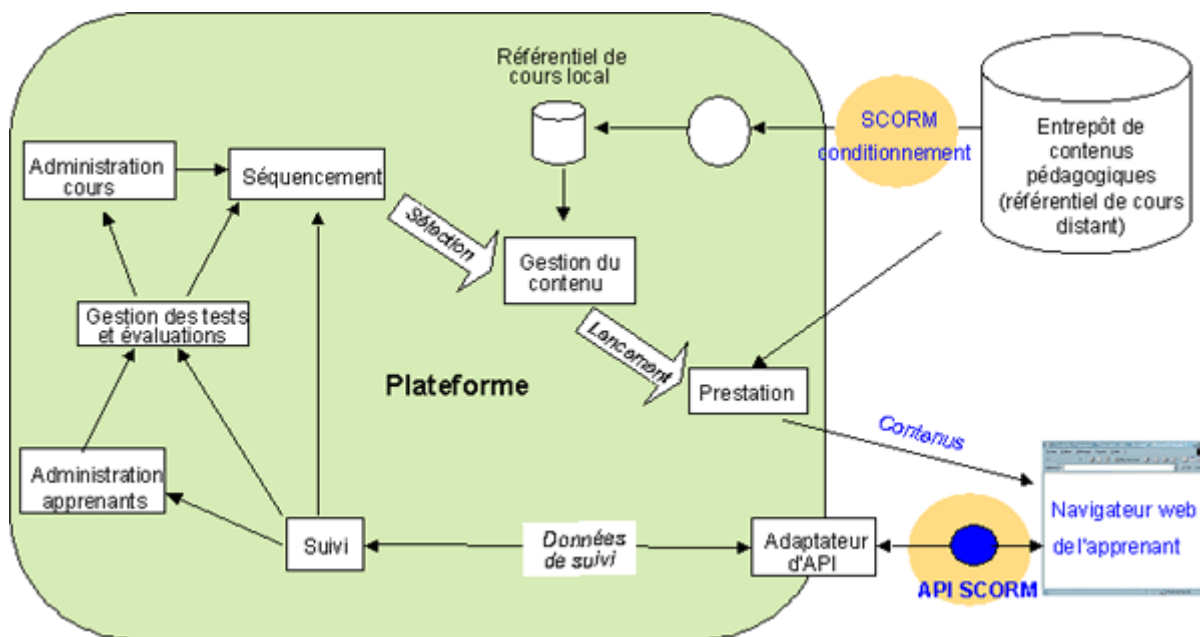 Référentiel de
cours local
SCORM
conditionnement
Entrepôt de
contenus
pédagogiques
(référentiel de cours
distant)
Administration
cours
Séquencement
Sélection
Gestion du
contenu
Gestion des tests
et évaluations
Lancement
Plateforme
Prestation
Contenus
Administration
apprenants
Suivi
Données
de suivi
Adaptateur
d'API
API SCORM
Navigateur web
de l'apprenant